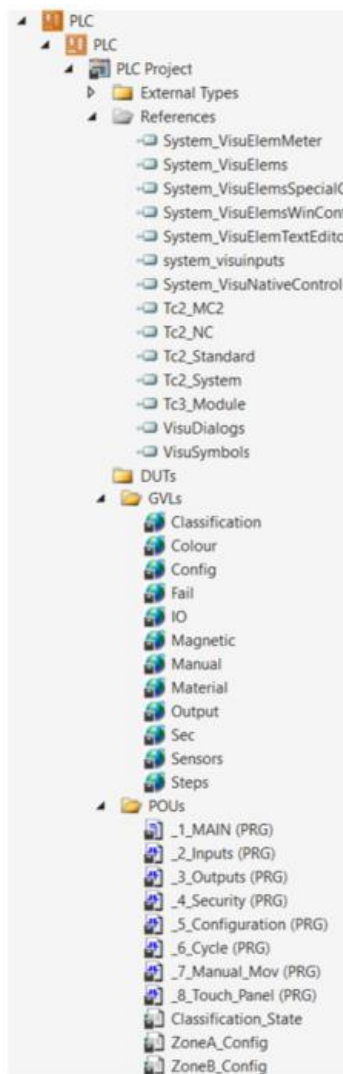 PLC
PLC
PLC Project
External Types
References
System_VisuElemMeter
System_VisuElems
System_VisuElemsSpecialC
System_VisuElemsWinCont
System_VisuElemTextEdito
system_visuinputs
System_VisuNativeControl
Tc2_MC2
Tc2_NC
Tc2_Standard
Tc2_System
Tc3_Module
VisuDialogs
VisuSymbols
DUTs
GVLs
Classification
Colour
Config
Fail
IO
Magnetic
Manual
Material
Output
Sec
Sensors
Steps
POUs
_1_MAIN (PRG)
_2_Inputs (PRG)
_3_Outputs (PRG)
_4_Security (PRG)
_5_Configuration (PRG)
_6_Cycle (PRG)
_7_Manual_Mov (PRG)
_8_Touch_Panel (PRG)
Classification_State
ZoneA_Config
ZoneB_Config